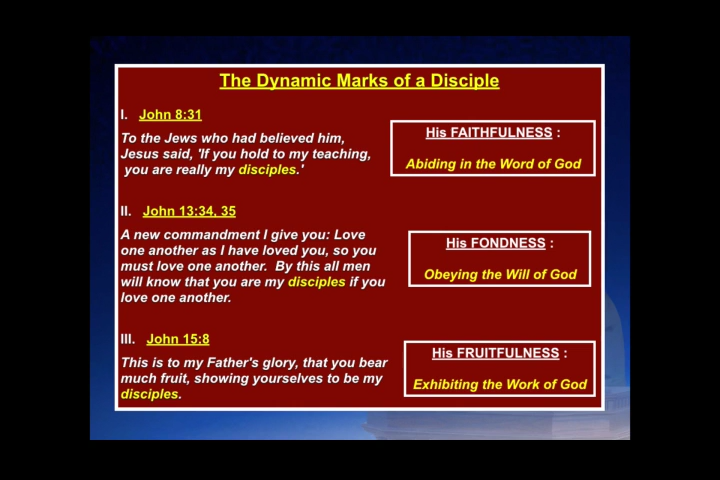 The Dynamic Marks of a Disciple
I. John 8:31
To the Jews who had believed him,
Jesus said, 'If you hold to my teaching,
you are really my disciples.'
His FAITHFULNESS :
Abiding in the Word of God
II. John 13:34, 35
A new commandment I give you: Love
one another as I have loved you, so you
must love one another. By this all men
will know that you are my disciples if you
love one another.
His FONDNESS :
Obeying the Will of God
III. John 15:8
This is to my Father's glory, that you bear
much fruit, showing yourselves to be my
disciples.
His FRUITFULNESS :
Exhibiting the Work of God